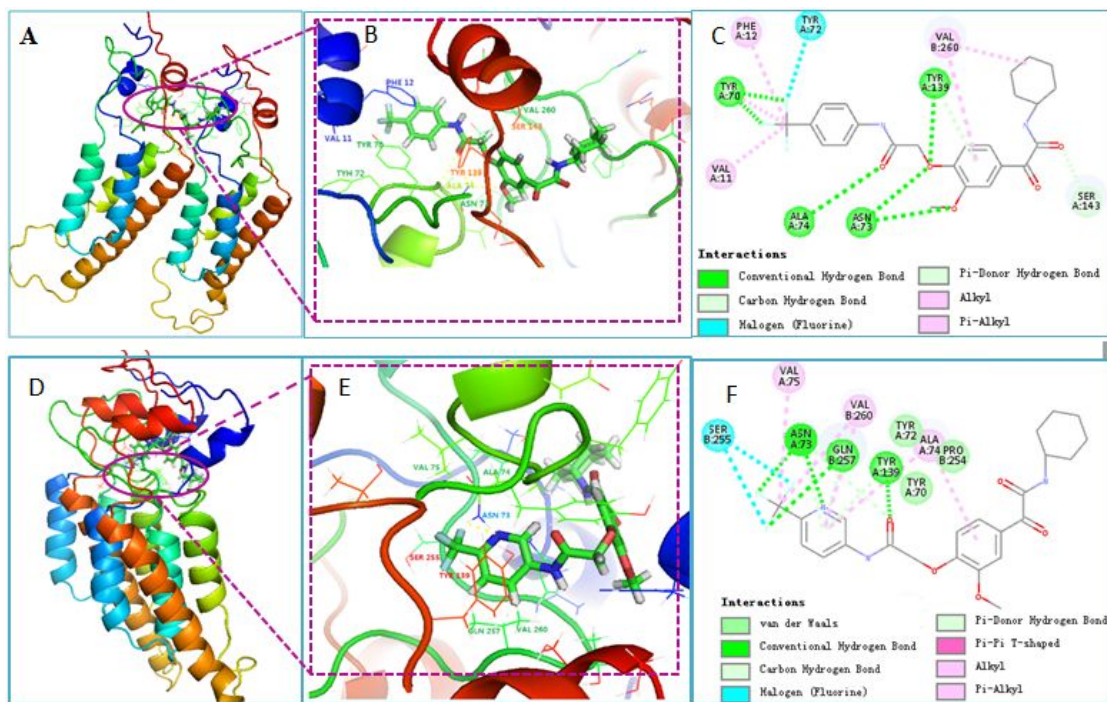 A
B
PHE 12
VAL 11
TYR 70
TYH 72
VAL 260
SER 143
TYR 139
ALA 74
ASN 73
C
PHE
A:12
TYR
A:72
VAL
B:260
TYR
A:70
TYR
A:139
VAL
A:11
ALA
A:74
ASN
A:73
SER
A:143
O
N
Interactions
Conventional Hydrogen Bond
Carbon Hydrogen Bond
Halogen (Fluorine)
Pi-Donor Hydrogen Bond
Alkyl
Pi-Alkyl
D
E
VAL 75
ALA 74
ASN 73
SER 255
TYR 139
GLN 257
VAL 260
F
VAL
A:75
SER
B:255
ASN
A:73
VAL
B:260
GLN
B:257
TYR
A:139
TYR
A:72
ALA
A:74
PRO
B:254
TYR
A:70
Interactions
van der Waals
Conventional Hydrogen Bond
Carbon Hydrogen Bond
Halogen (Fluorine)
Pi-Donor Hydrogen Bond
Pi-Pi T-shaped
Alkyl
Pi-Alkyl